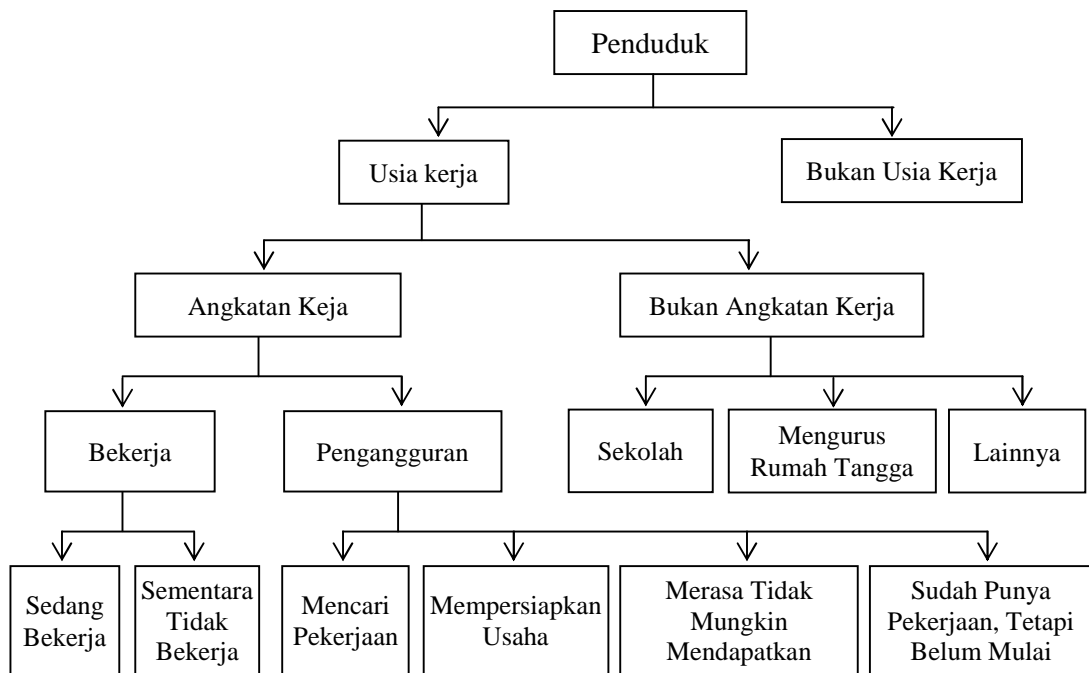 Penduduk
Usia kerja
Bukan Usia Kerja
Angkatan Keja
Bukan Angkatan Kerja
Bekerja
Pengangguran
Sekolah
Mengurus
Rumah Tangga
Lainnya
Sedang
Bekerja
Sementara
Tidak
Bekerja
Mencari
Pekerjaan
Mempersiapkan
Usaha
Merasa Tidak
Mungkin
Mendapatkan
Sudah Punya
Pekerjaan, Tetapi
Belum Mulai